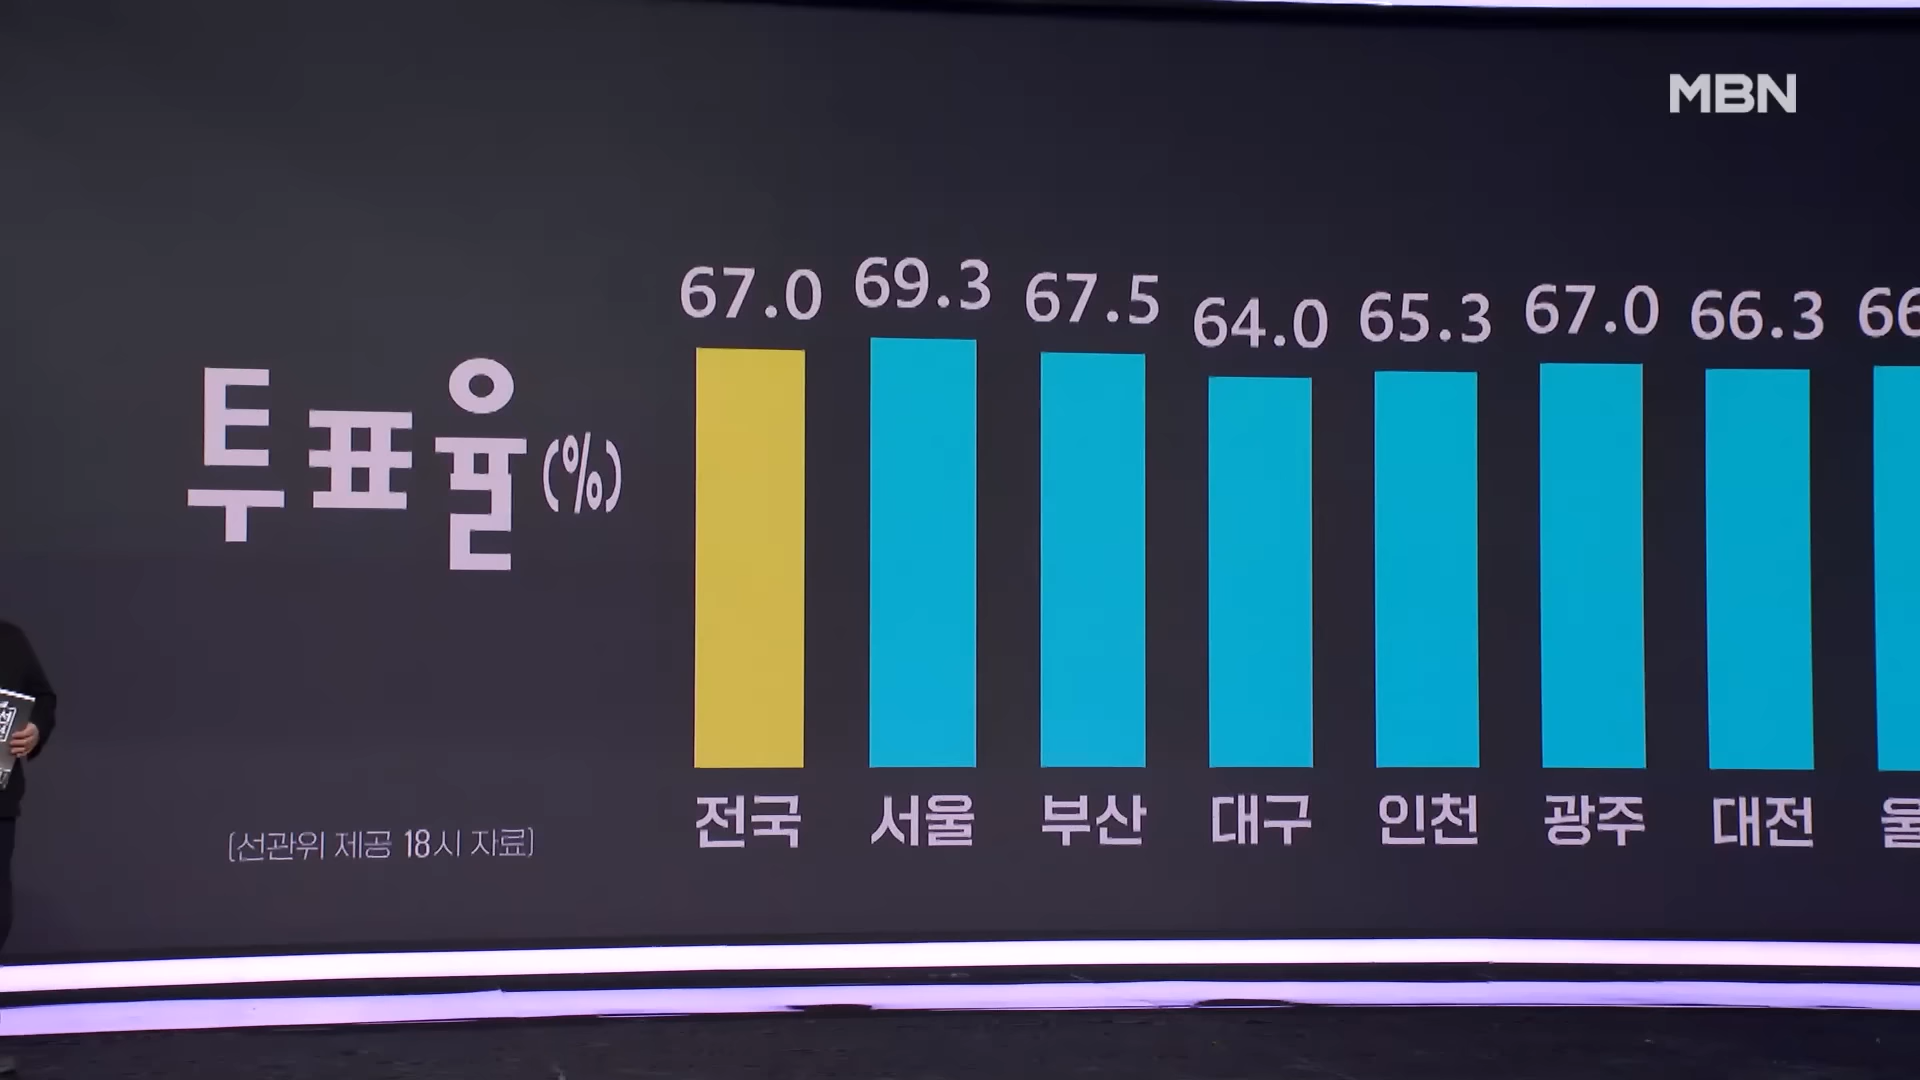 MBN
67.0 69.3 67.5 64.0 65.3 67.0 66.3 66
투표율(%)
전국 서울 부산 대구 인천 광주 대전 울
(선관위 제공 18시 자료)